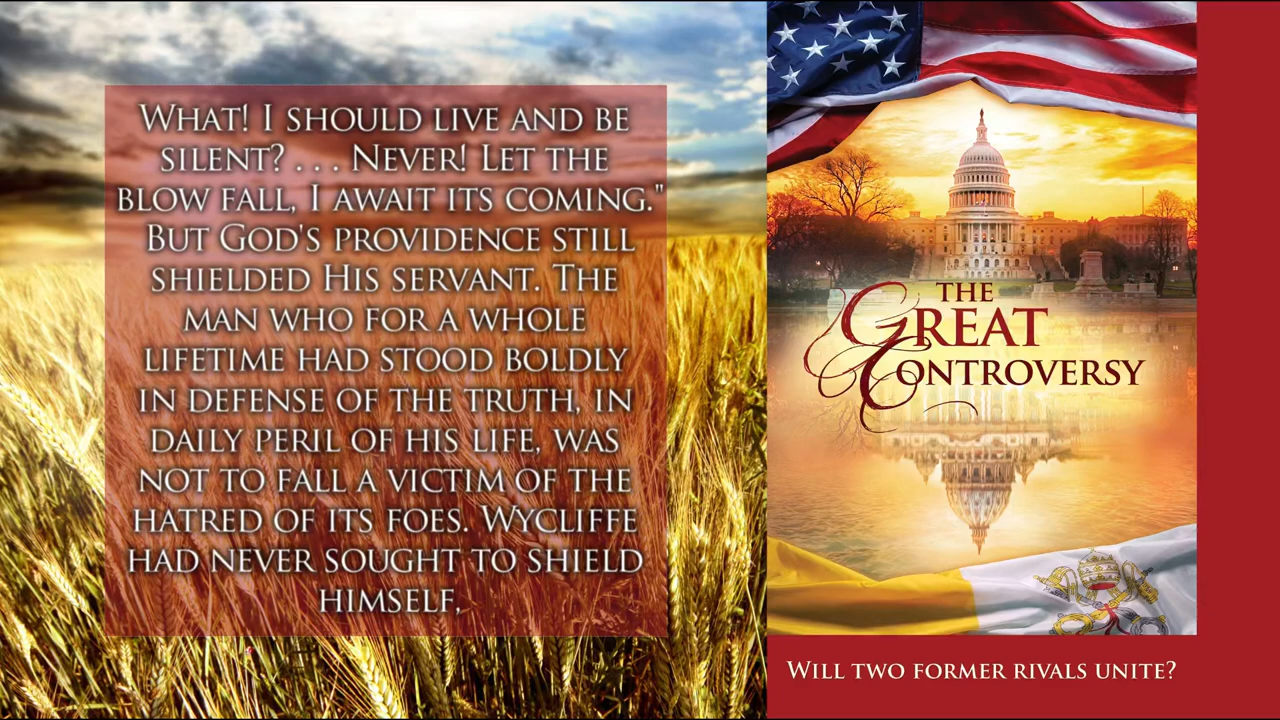 What! I should live and be
silent? . . . Never! Let the
blow fall, I await its coming."
But God's providence still
shielded His servant. The
man who for a whole
lifetime had stood boldly
in defense of the truth, in
daily peril of his life, was
not to fall a victim of the
hatred of its foes. Wycliffe
had never sought to shield
himself,
The
Great
Controversy
Will two former rivals unite?